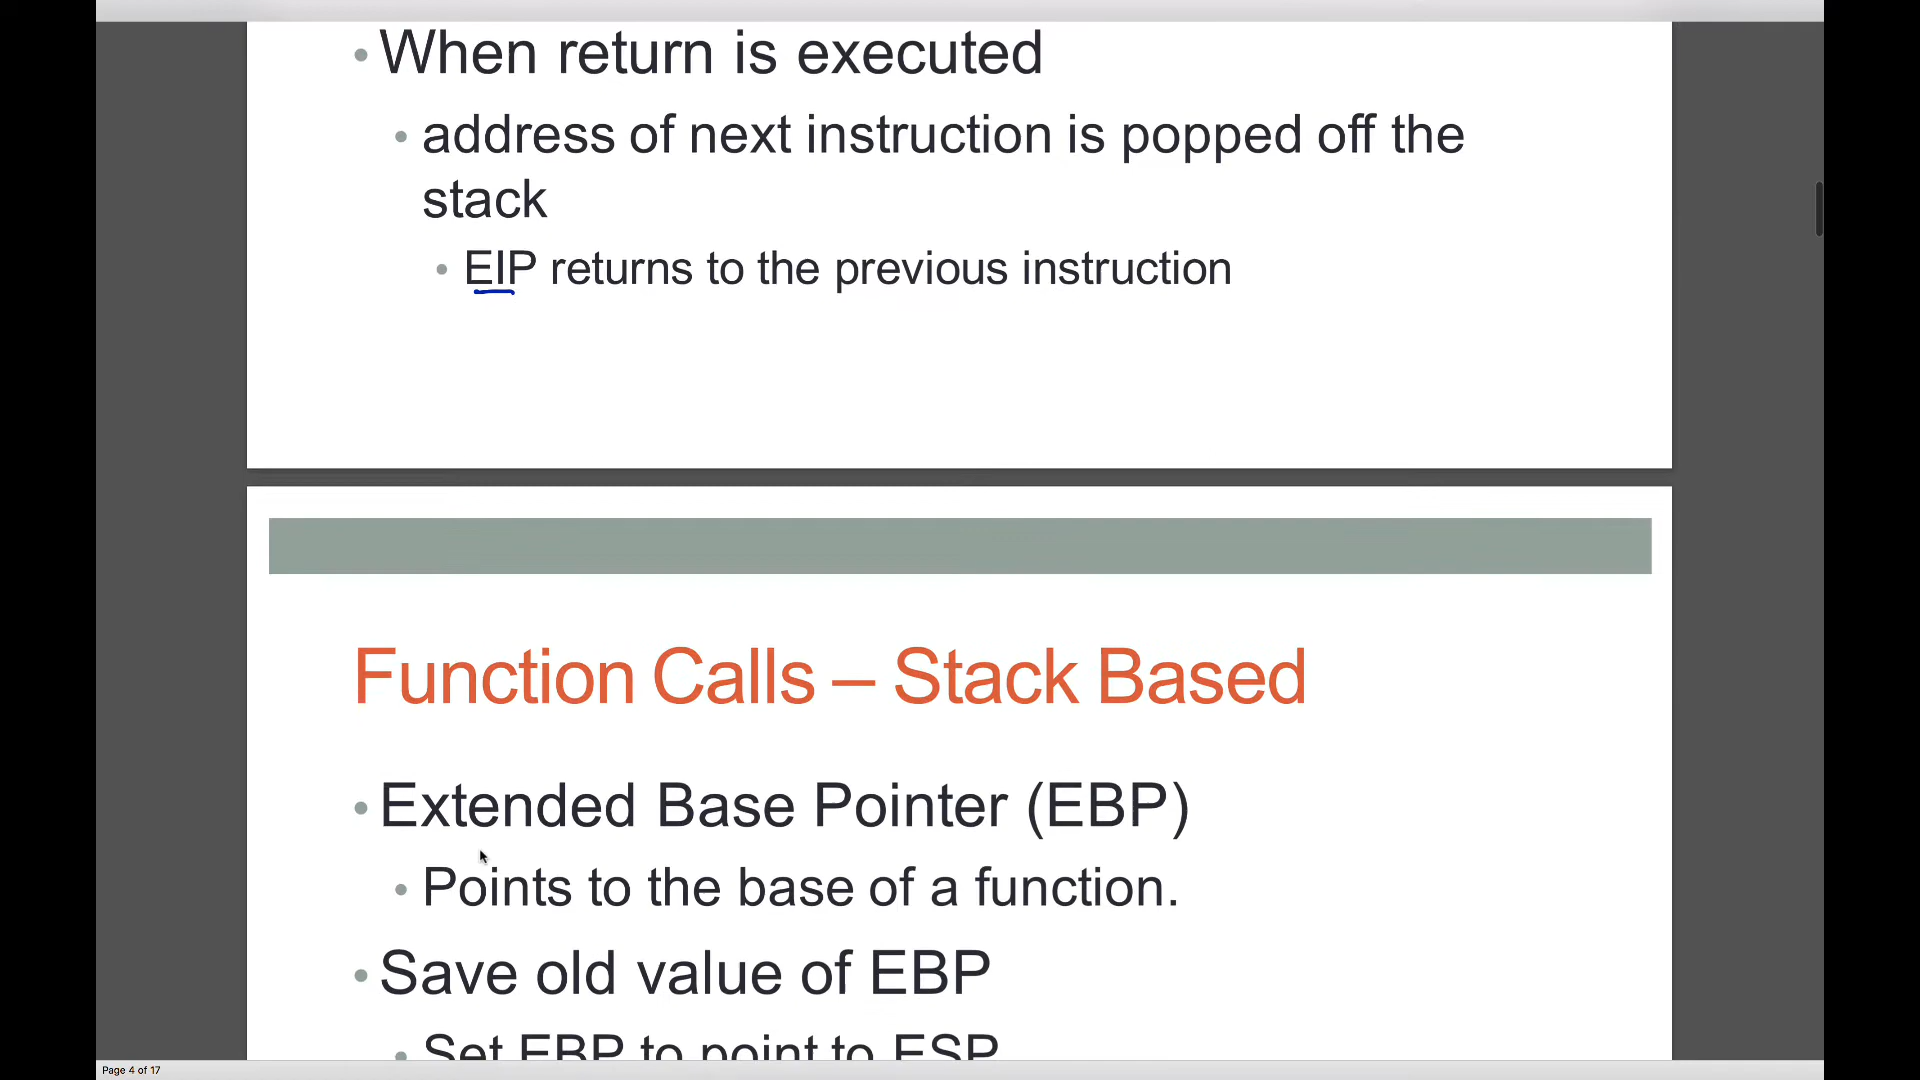 • When return is executed
• address of next instruction is popped off the
stack
• EIP returns to the previous instruction
Function Calls – Stack Based
• Extended Base Pointer (EBP)
• Points to the base of a function.
• Save old value of EBP
• Set EBP to point to ESP
Page 4 of 17